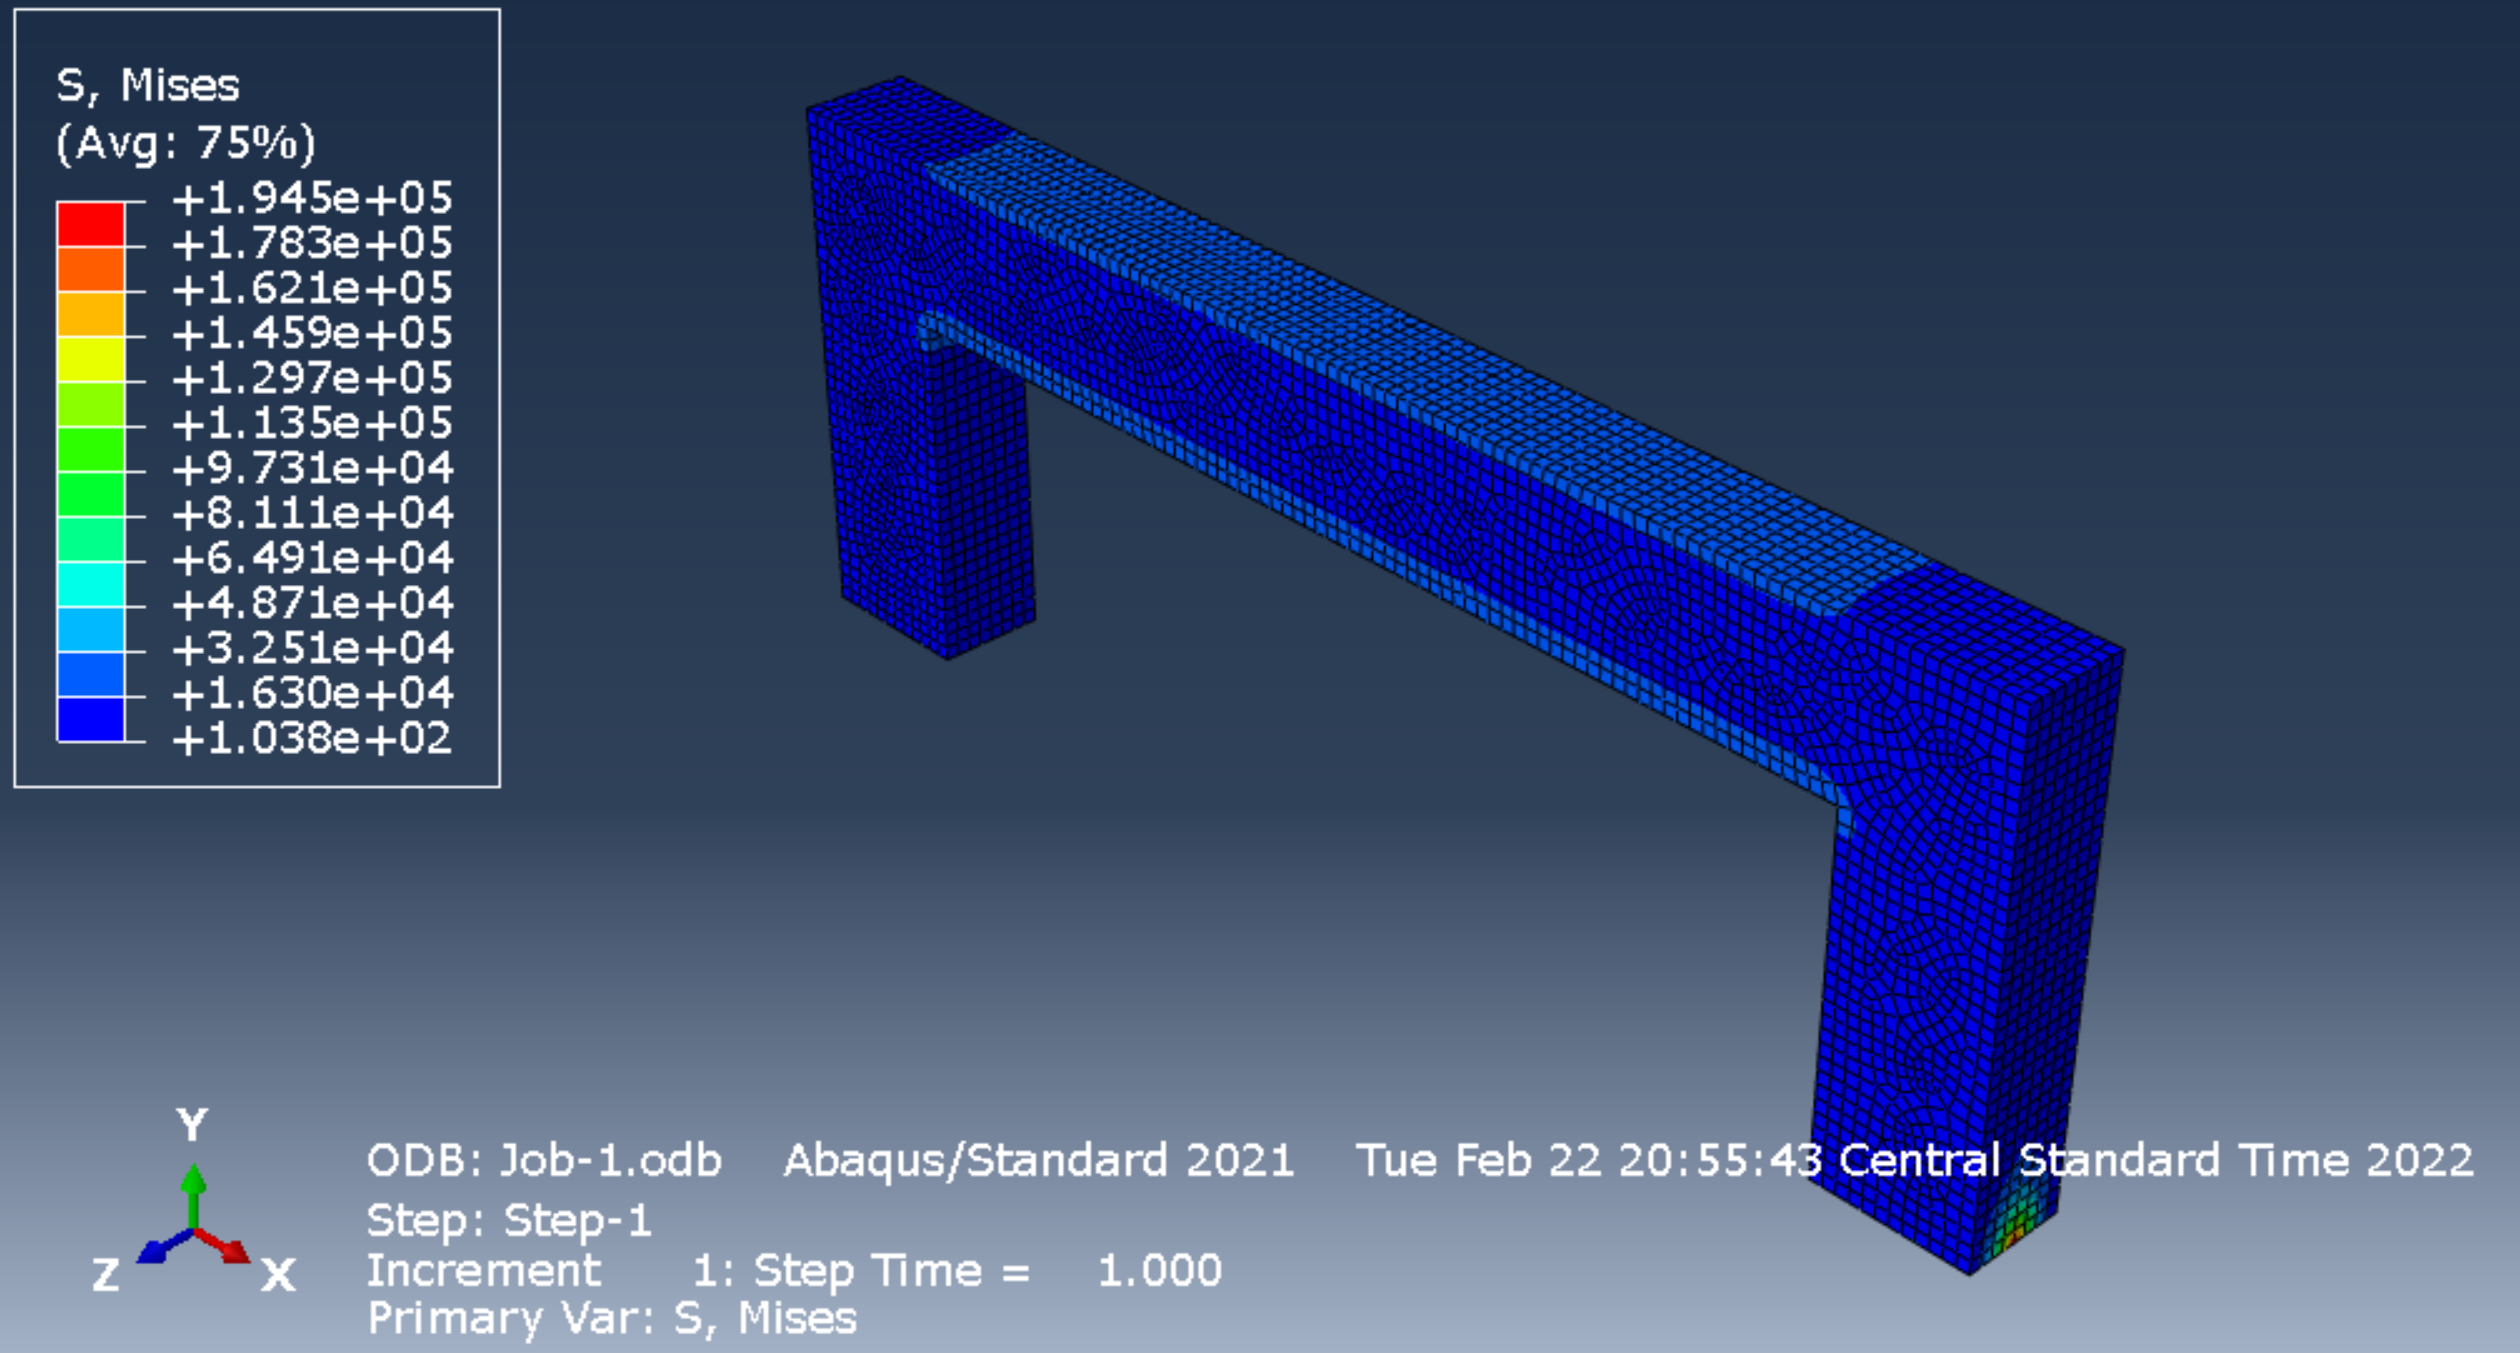 S, Mises
(Avg: 75%)
+1.945e+05
+1.783e+05
+1.621e+05
+1.459e+05
+1.297e+05
+1.135e+05
+9.731e+04
+8.111e+04
+6.491e+04
+4.871e+04
+3.251e+04
+1.630e+04
+1.038e+02
Y
Z X
ODB: Job-1.odb Abaqus/Standard 2021 Tue Feb 22 20:55:43 Central Standard Time 2022
Step: Step-1
Increment 1: Step Time = 1.000
Primary Var: S, Mises